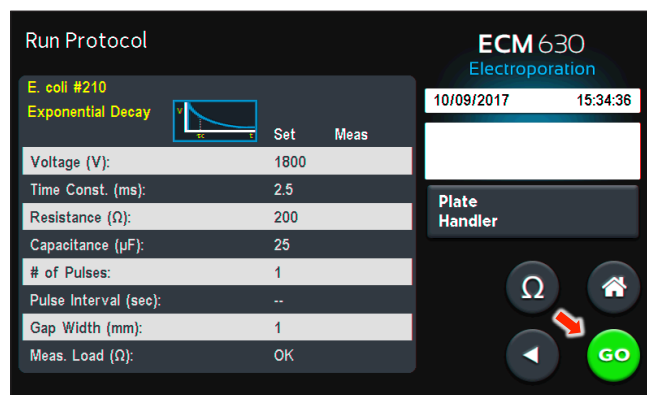 Run Protocol
E. coli #210
Exponential Decay
V
TC
t
Set Meas
Voltage (V): 1800
Time Const. (ms): 2.5
Resistance (Ω): 200
Capacitance (µF): 25
# of Pulses: 1
Pulse Interval (sec): --
Gap Width (mm): 1
Meas. Load (Ω): OK
ECM 630
Electroporation
10/09/2017 15:34:36
Plate
Handler
Ω
GO